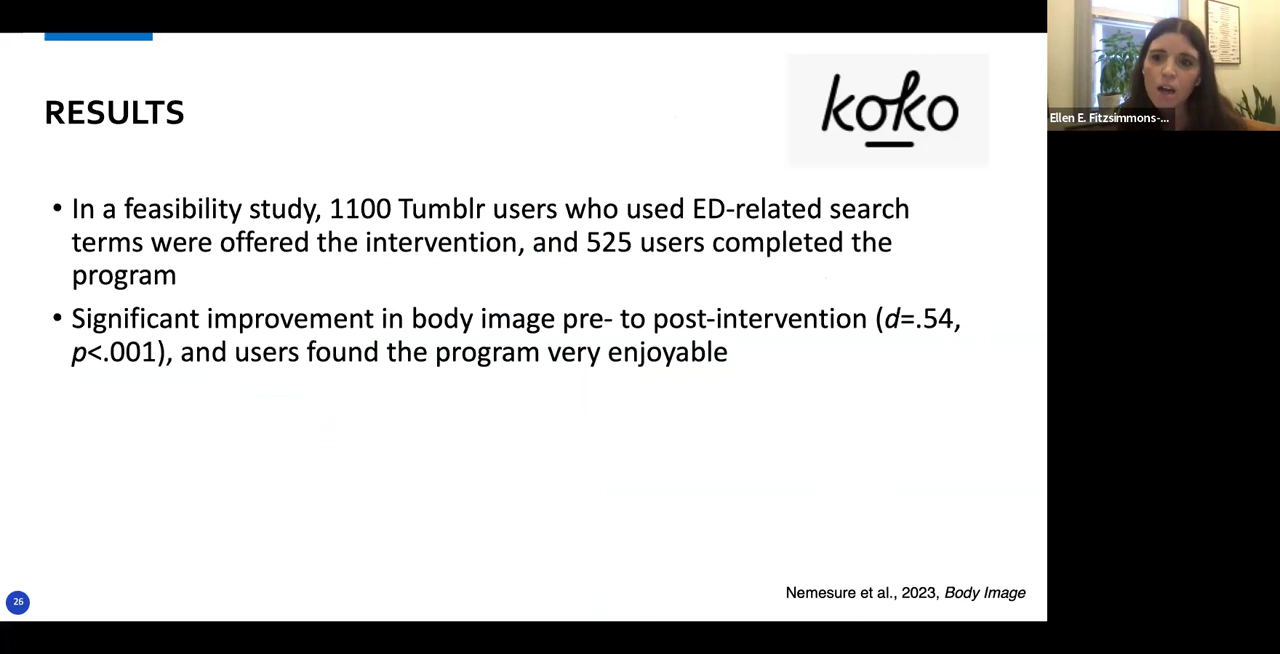 koko
Ellen E. Fitzsimmons-...
RESULTS
• In a feasibility study, 1100 Tumblr users who used ED-related search
terms were offered the intervention, and 525 users completed the
program
• Significant improvement in body image pre- to post-intervention (d=.54,
p<.001), and users found the program very enjoyable
26
Nemesure et al., 2023, Body Image